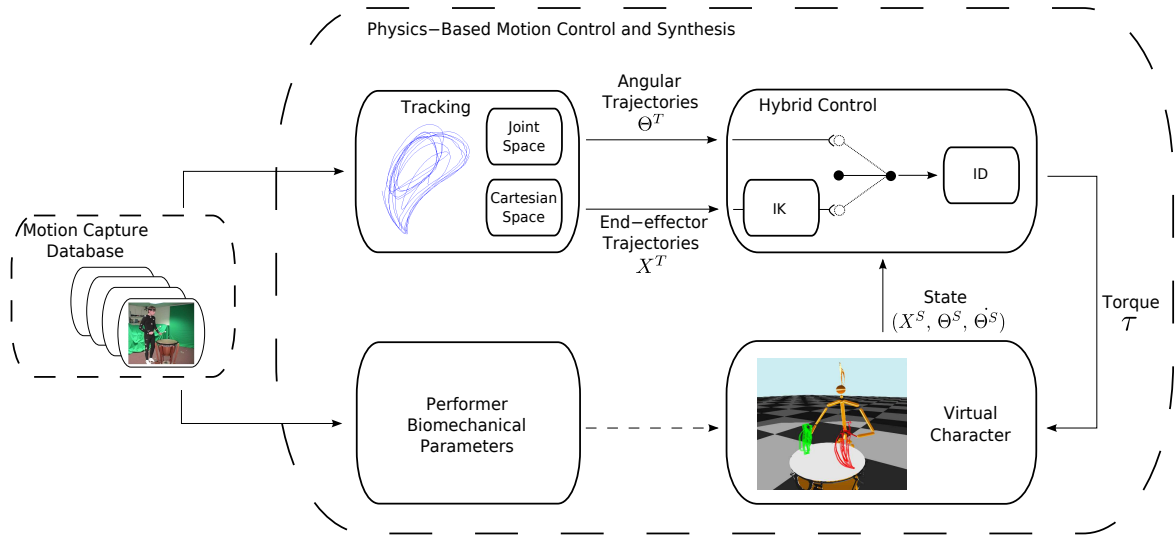 Physics−Based Motion Control and Synthesis
Tracking
Joint
Space
Cartesian
Space
Angular
Trajectories
Θ^T
End−effector
Trajectories
X^T
Hybrid Control
IK
ID
Motion Capture
Database
State
(X^S, Θ^S, Θ̇^S)
Torque
τ
Performer
Biomechanical
Parameters
Virtual
Character